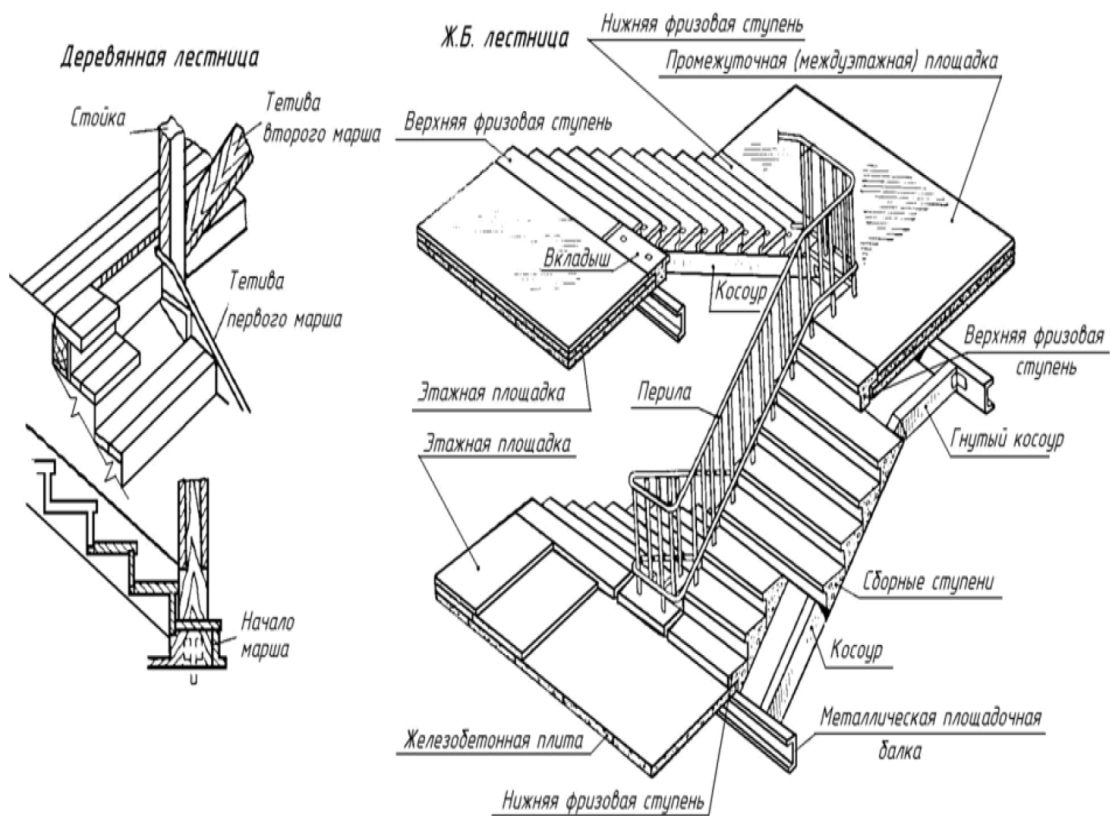 Деревянная лестница
Стойка
Тетива
второго марша
Тетива
первого марша
Начало
марша
Ж.Б. лестница
Нижняя фризовая ступень
Промежуточная (междуэтажная) площадка
Верхняя фризовая ступень
Вкладыш
Косоур
Верхняя фризовая
ступень
Этажная площадка
Перила
Гнутый косоур
Этажная площадка
Сборные ступени
Косоур
Металлическая площадочная
балка
Железобетонная плита
Нижняя фризовая ступень